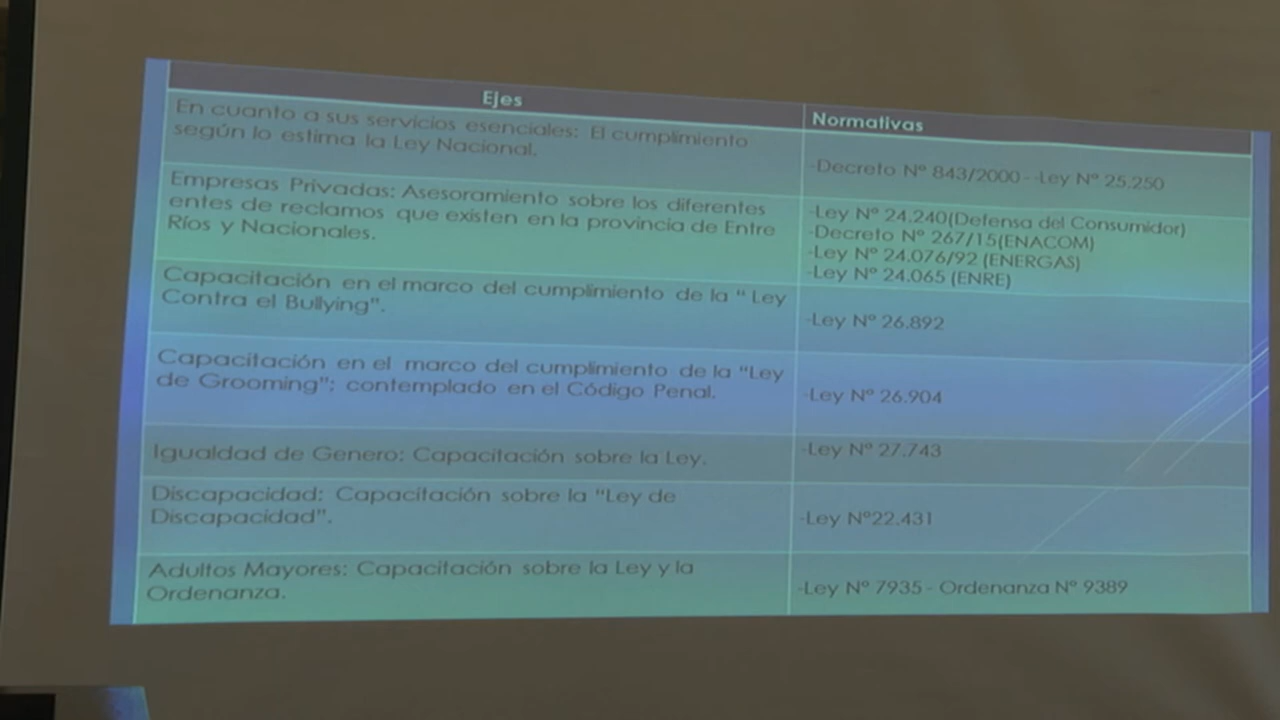 Ejes
Normativas
En cuanto a sus servicios esenciales: El cumplimiento
según lo estima la Ley Nacional.
-Decreto Nº 843/2000--Ley Nº 25.250
Empresas Privadas: Asesoramiento sobre los diferentes
entes de reclamos que existen en la provincia de Entre
Ríos y Nacionales.
-Ley Nº 24.240(Defensa del Consumidor)
-Decreto Nº 267/15(ENACOM)
-Ley Nº 24.076/92 (ENERGAS)
-Ley Nº 24.065 (ENRE)
Capacitación en el marco del cumplimiento de la " Ley
Contra el Bullying".
-Ley Nº 26.892
Capacitación en el marco del cumplimiento de la "Ley
de Grooming"; contemplado en el Código Penal.
-Ley Nº 26.904
Igualdad de Genero: Capacitación sobre la Ley.
-Ley Nº 27.743
Discapacidad: Capacitación sobre la "Ley de
Discapacidad".
-Ley Nº22.431
Adultos Mayores: Capacitación sobre la Ley y la
Ordenanza.
-Ley Nº 7935- Ordenanza Nº 9389